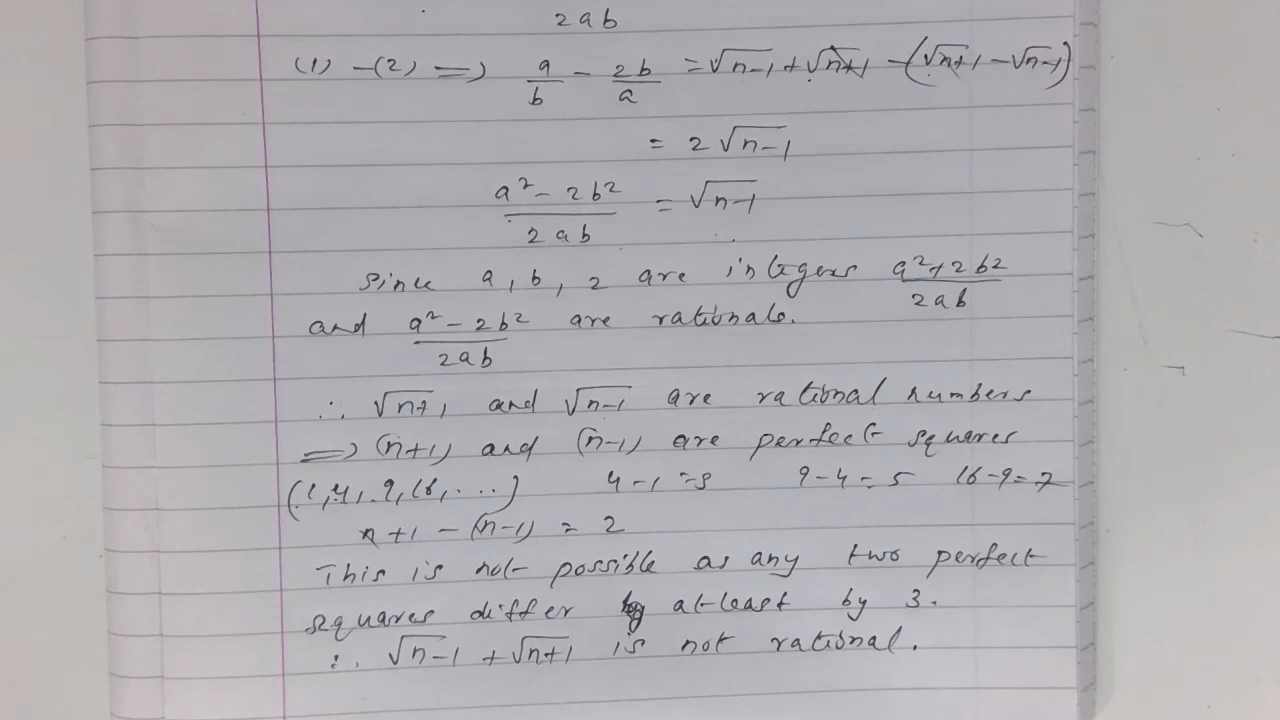 2ab
(1) - (2) ⇒ a/b - 2b/a = √n-1 + √n+1 - (√n+1 - √n-1)
= 2√n-1
a² - 2b²/2ab = √n-1
Since a, b, 2 are integers a²+2b²/2ab
and a² - 2b²/2ab are rationals.
∴ √n+1 and √n-1 are rational numbers
⇒ (n+1) and (n-1) are perfect squares
(1, 4, 9, 16, ...) 4-1=3 9-4=5 16-9=7
n+1 - (n-1) = 2
This is not possible as any two perfect
squares differ by at least by 3.
∴ √n-1 + √n+1 is not rational.